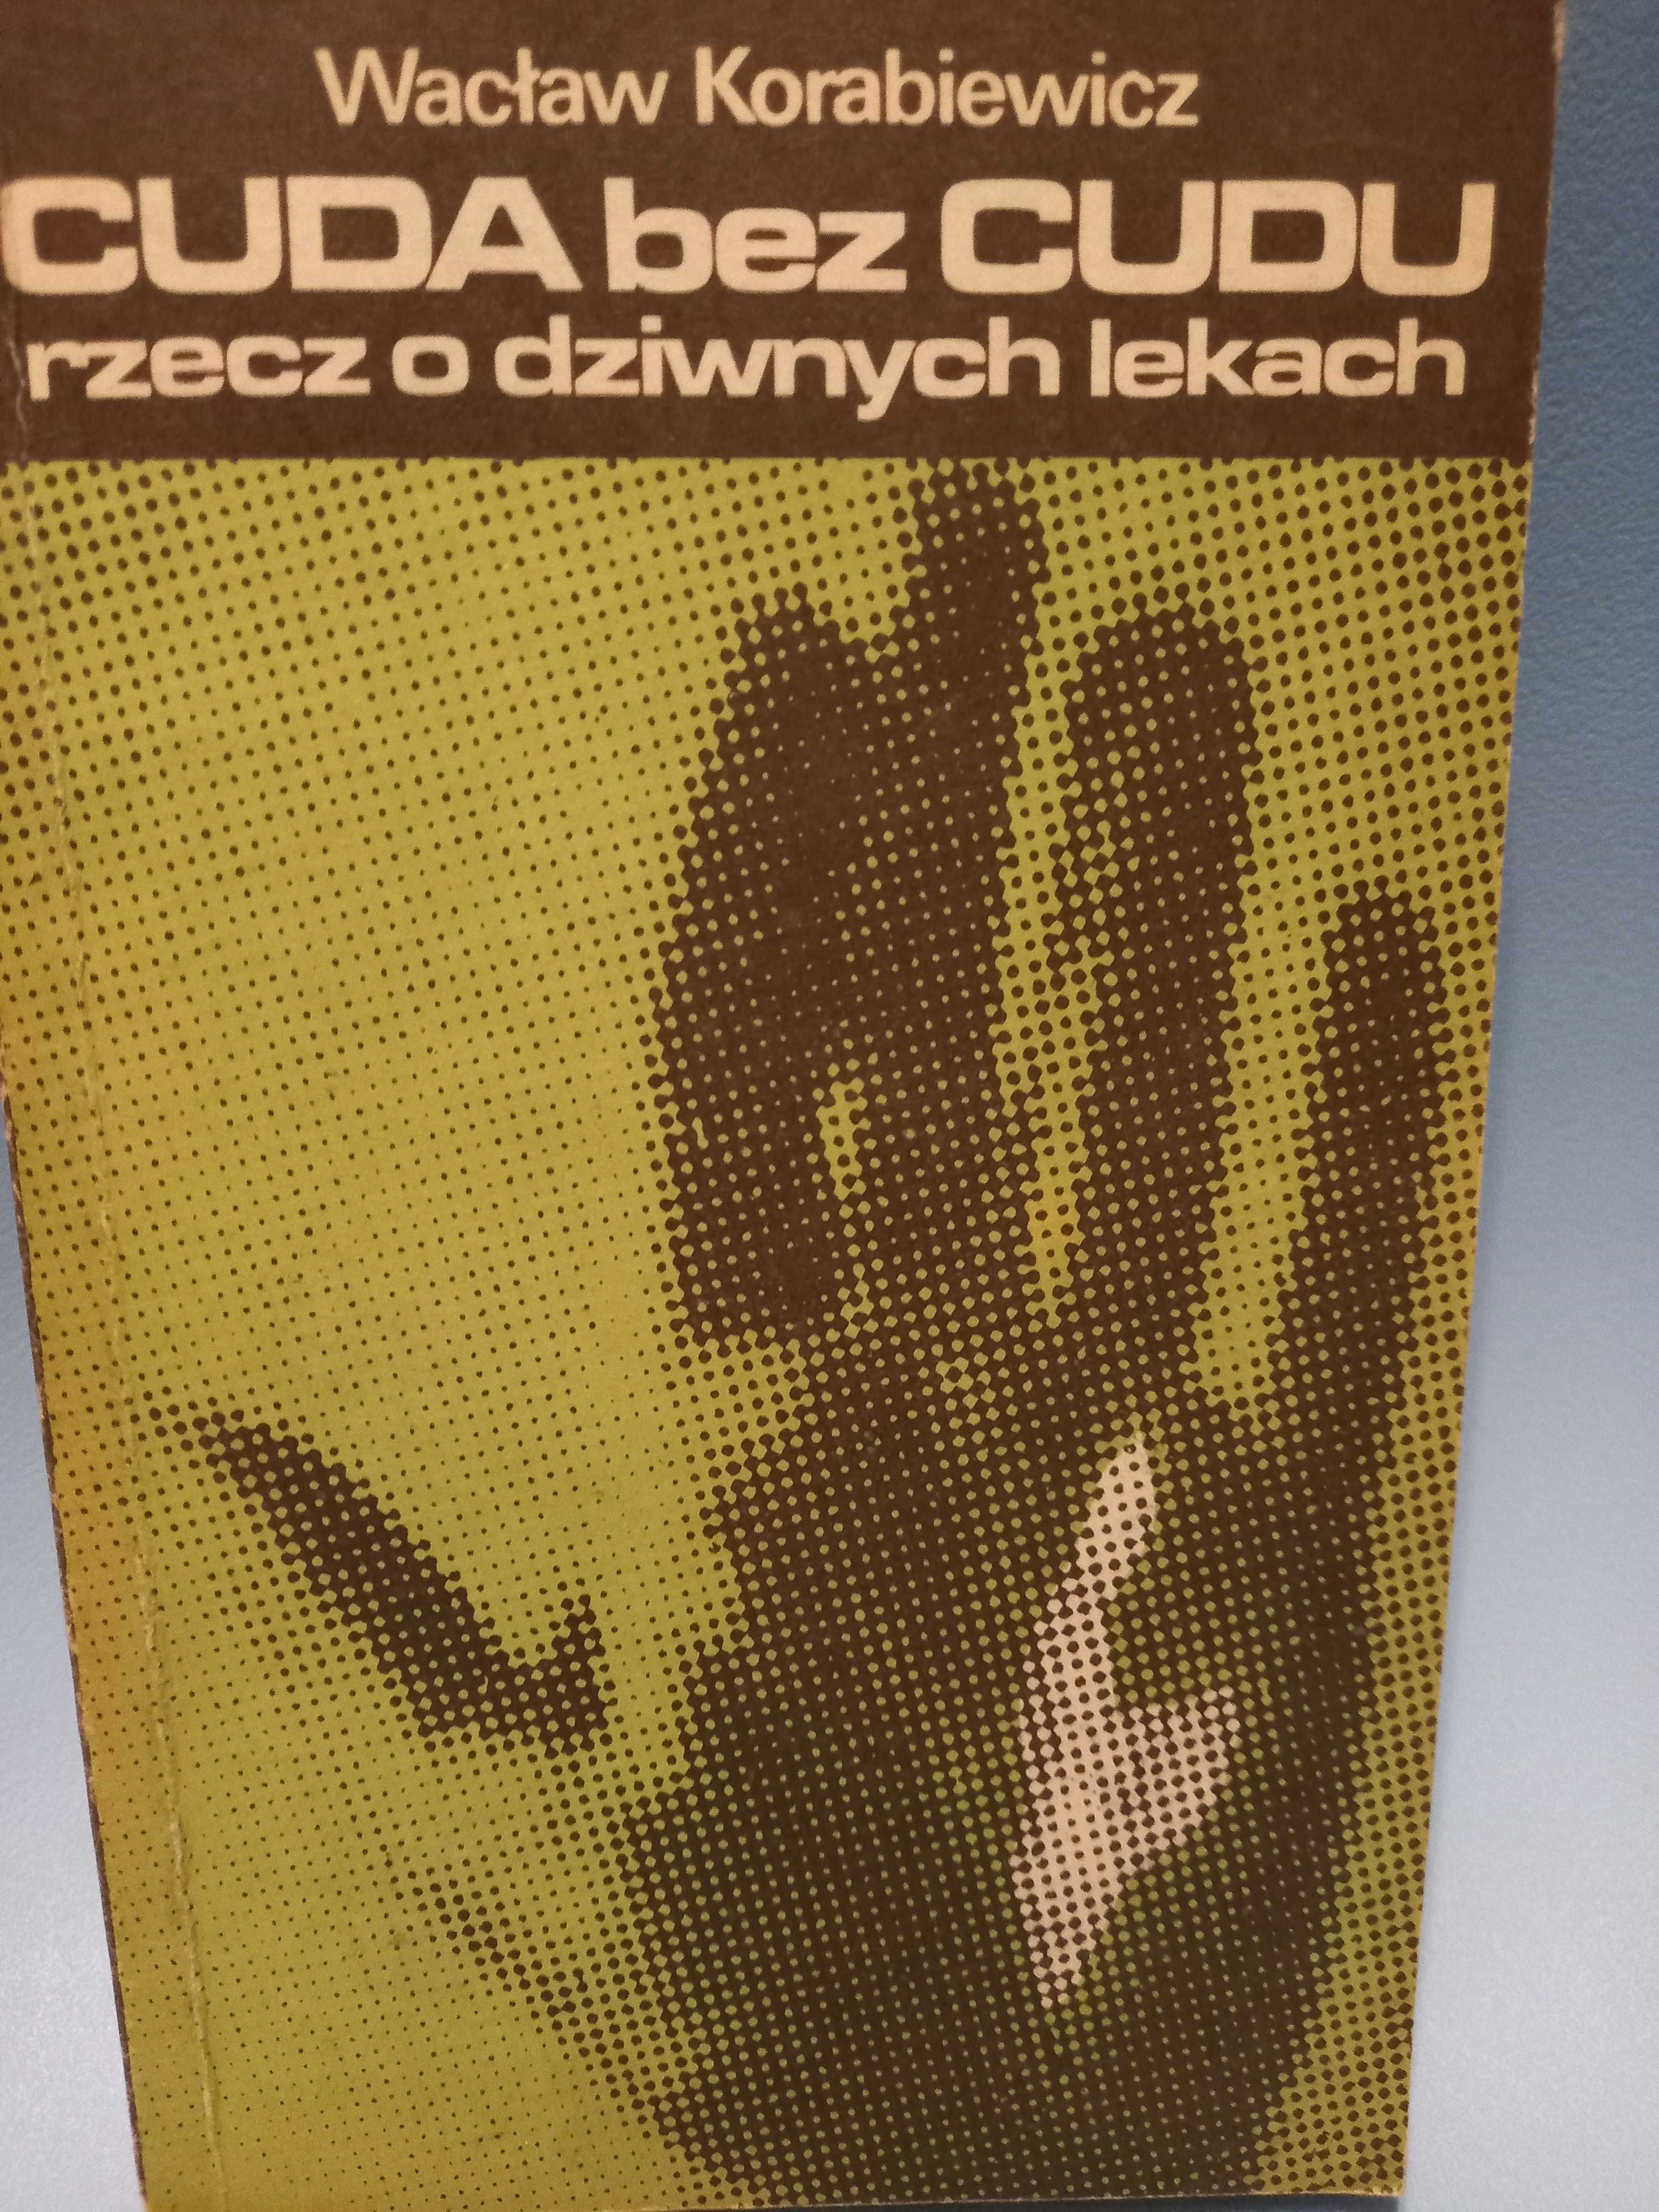 Wacław Korabiewicz
CUDA bez CUDU
rzecz o dziwnych lekach